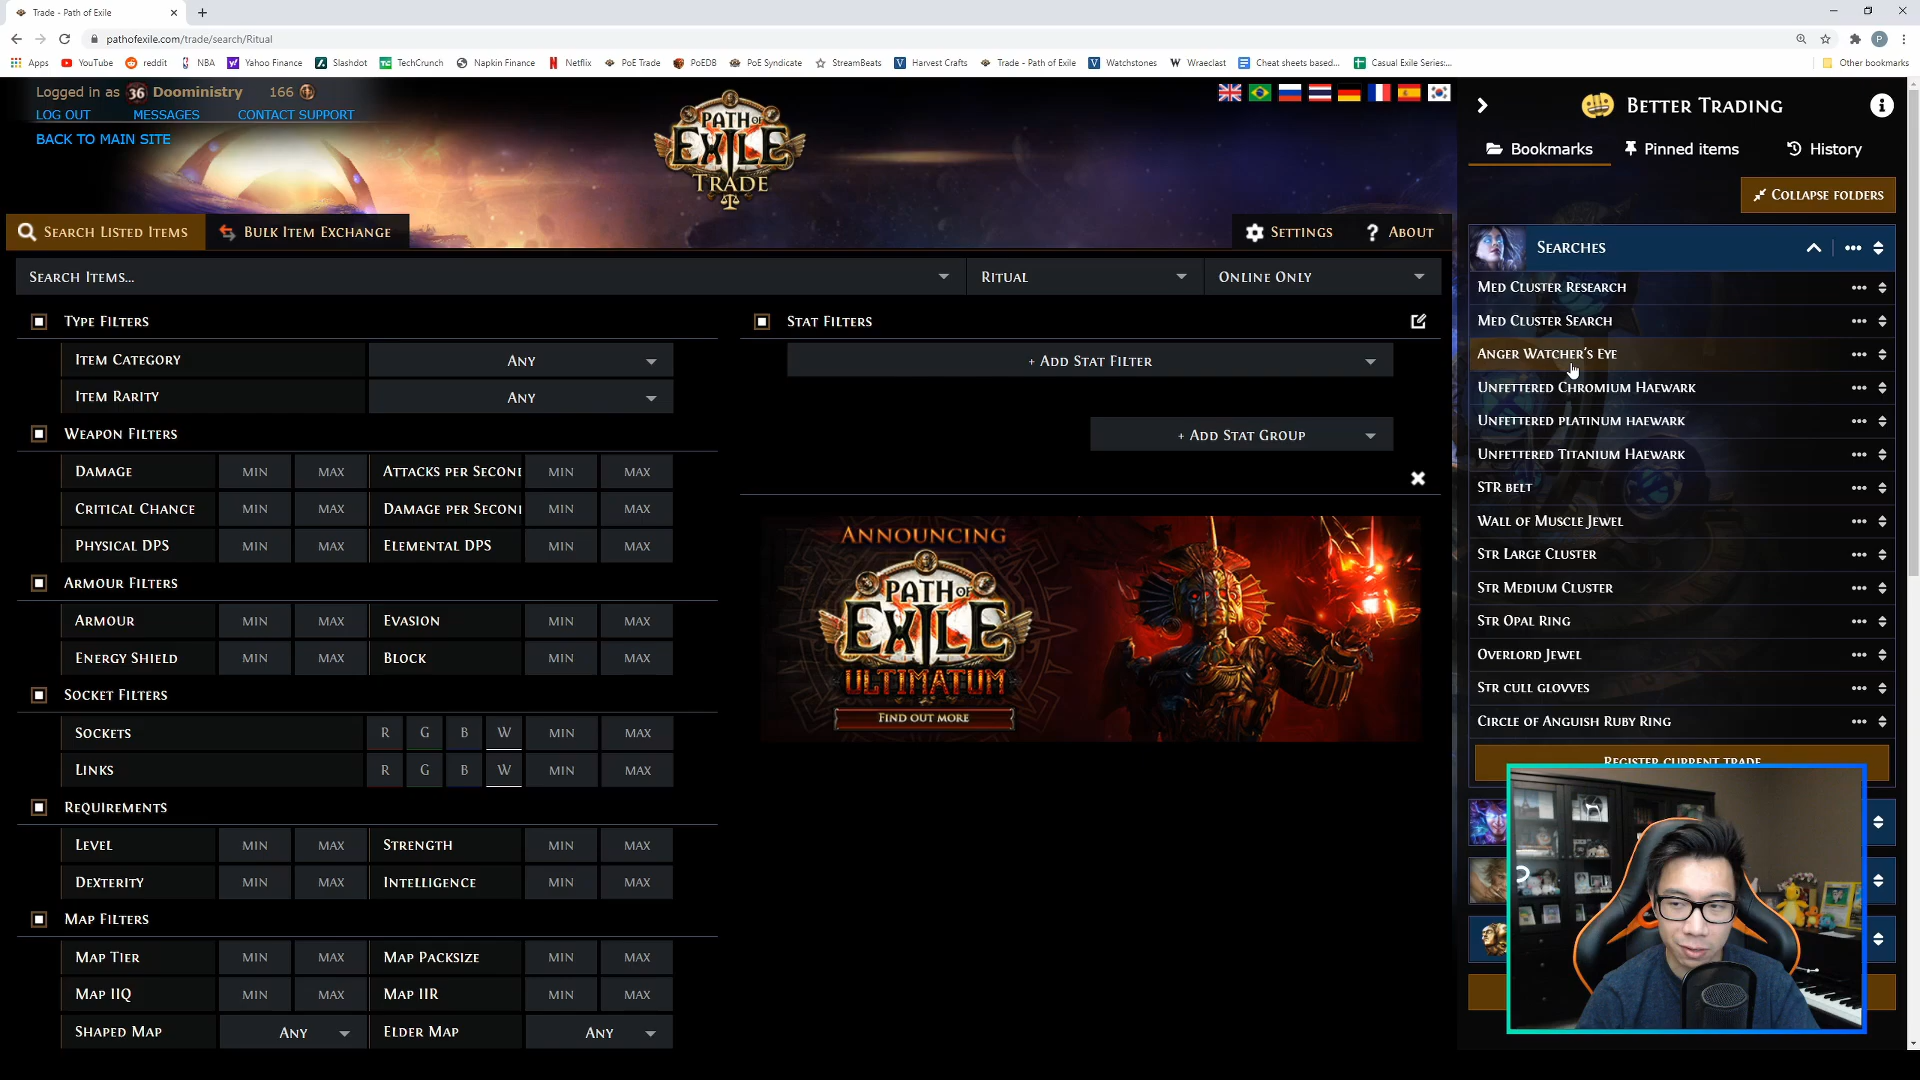 Trade - Path of Exile
pathofexile.com/trade/search/Ritual
Apps YouTube reddit NBA Yahoo Finance Slashdot TechCrunch Napkin Finance Netflix PoE Trade PoEDB PoE Syndicate StreamBeats Harvest Crafts Trade - Path of Exile Watchstones Wraeclast Cheat sheets based... Casual Exile Series:... Other bookmarks
Logged in as 36 Dooministry 166
LOG OUT MESSAGES CONTACT SUPPORT
BACK TO MAIN SITE
PATH OF EXILE TRADE
SEARCH LISTED ITEMS BULK ITEM EXCHANGE SETTINGS ? ABOUT
SEARCH ITEMS... RITUAL ONLINE ONLY
TYPE FILTERS
ITEM CATEGORY ANY
ITEM RARITY ANY
WEAPON FILTERS
DAMAGE MIN MAX ATTACKS PER SECON MIN MAX
CRITICAL CHANCE MIN MAX DAMAGE PER SECON MIN MAX
PHYSICAL DPS MIN MAX ELEMENTAL DPS MIN MAX
ARMOUR FILTERS
ARMOUR MIN MAX EVASION MIN MAX
ENERGY SHIELD MIN MAX BLOCK MIN MAX
SOCKET FILTERS
SOCKETS R G B W MIN MAX
LINKS R G B W MIN MAX
REQUIREMENTS
LEVEL MIN MAX STRENGTH MIN MAX
DEXTERITY MIN MAX INTELLIGENCE MIN MAX
MAP FILTERS
MAP TIER MIN MAX MAP PACKSIZE MIN MAX
MAP IIQ MIN MAX MAP IIR MIN MAX
SHAPED MAP ANY ELDER MAP ANY
STAT FILTERS
+ ADD STAT FILTER
+ ADD STAT GROUP
ANNOUNCING
PATH OF
EXILE
ULTIMATUM
FIND OUT MORE
BETTER TRADING
Bookmarks Pinned items History
COLLAPSE FOLDERS
SEARCHES
MED CLUSTER RESEARCH
MED CLUSTER SEARCH
ANGER WATCHER'S EYE
UNFETTERED CHROMIUM HAEWARK
UNFETTERED PLATINUM HAEWARK
UNFETTERED TITANIUM HAEWARK
STR BELT
WALL OF MUSCLE JEWEL
STR LARGE CLUSTER
STR MEDIUM CLUSTER
STR OPAL RING
OVERLORD JEWEL
STR CULL GLOVVES
CIRCLE OF ANGUISH RUBY RING
REGISTER CURRENT TRADE